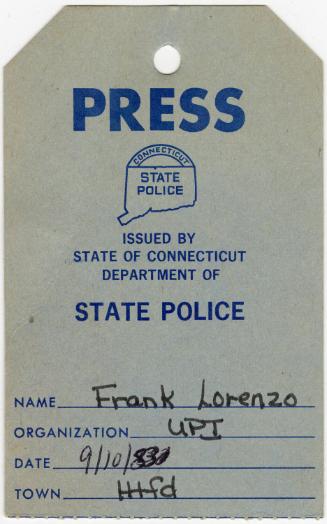 PRESS
CONNECTICUT
STATE
POLICE
ISSUED BY
STATE OF CONNECTICUT
DEPARTMENT OF
STATE POLICE
NAME Frank Lorenzo
ORGANIZATION UPI
DATE 9/10/
TOWN Htfd